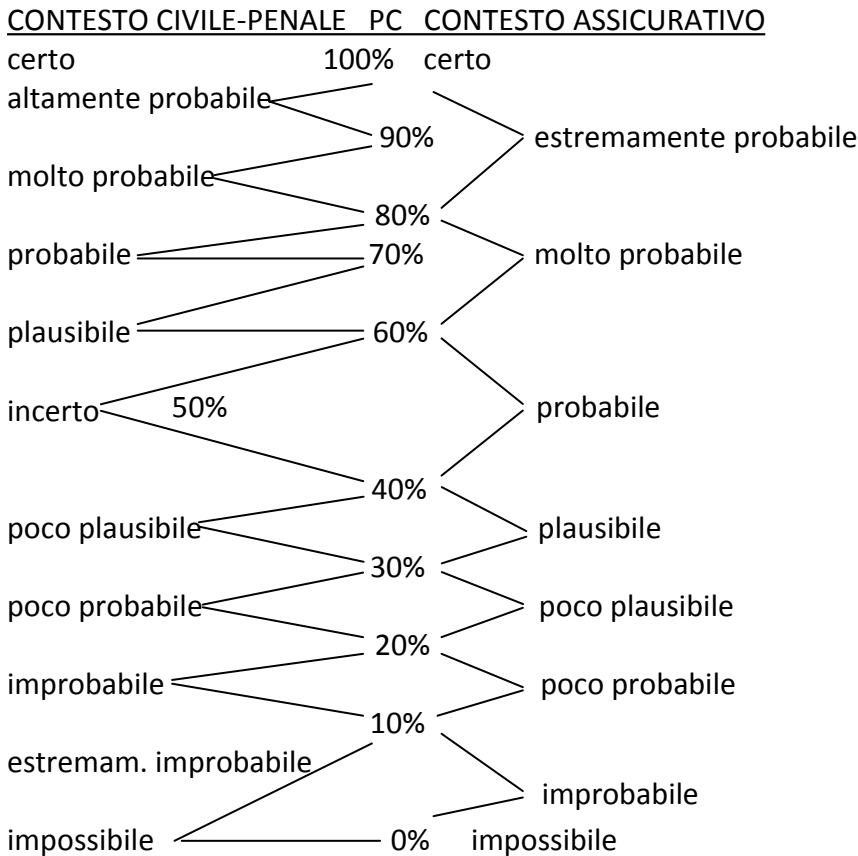 CONTESTO CIVILE-PENALE PC CONTESTO ASSICURATIVO
certo 100% certo
altamente probabile
90% estremamente probabile
molto probabile
80%
probabile 70% molto probabile
plausibile 60%
incerto 50% probabile
40%
poco plausibile plausibile
30%
poco probabile poco plausibile
20%
improbabile poco probabile
10%
estremam. improbabile
improbabile
impossibile 0% impossibile